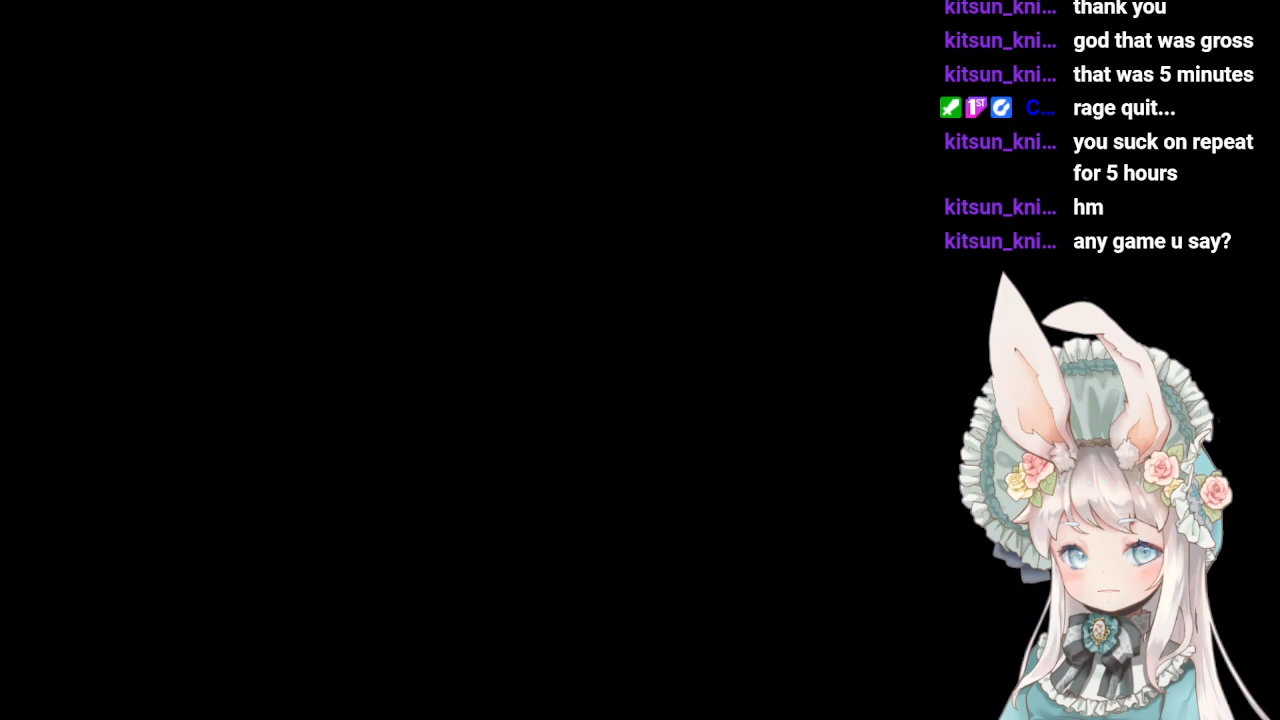 kitsun_kni... thank you
kitsun_kni... god that was gross
kitsun_kni... that was 5 minutes
1ST C... rage quit...
kitsun_kni... you suck on repeat
for 5 hours
kitsun_kni... hm
kitsun_kni... any game u say?